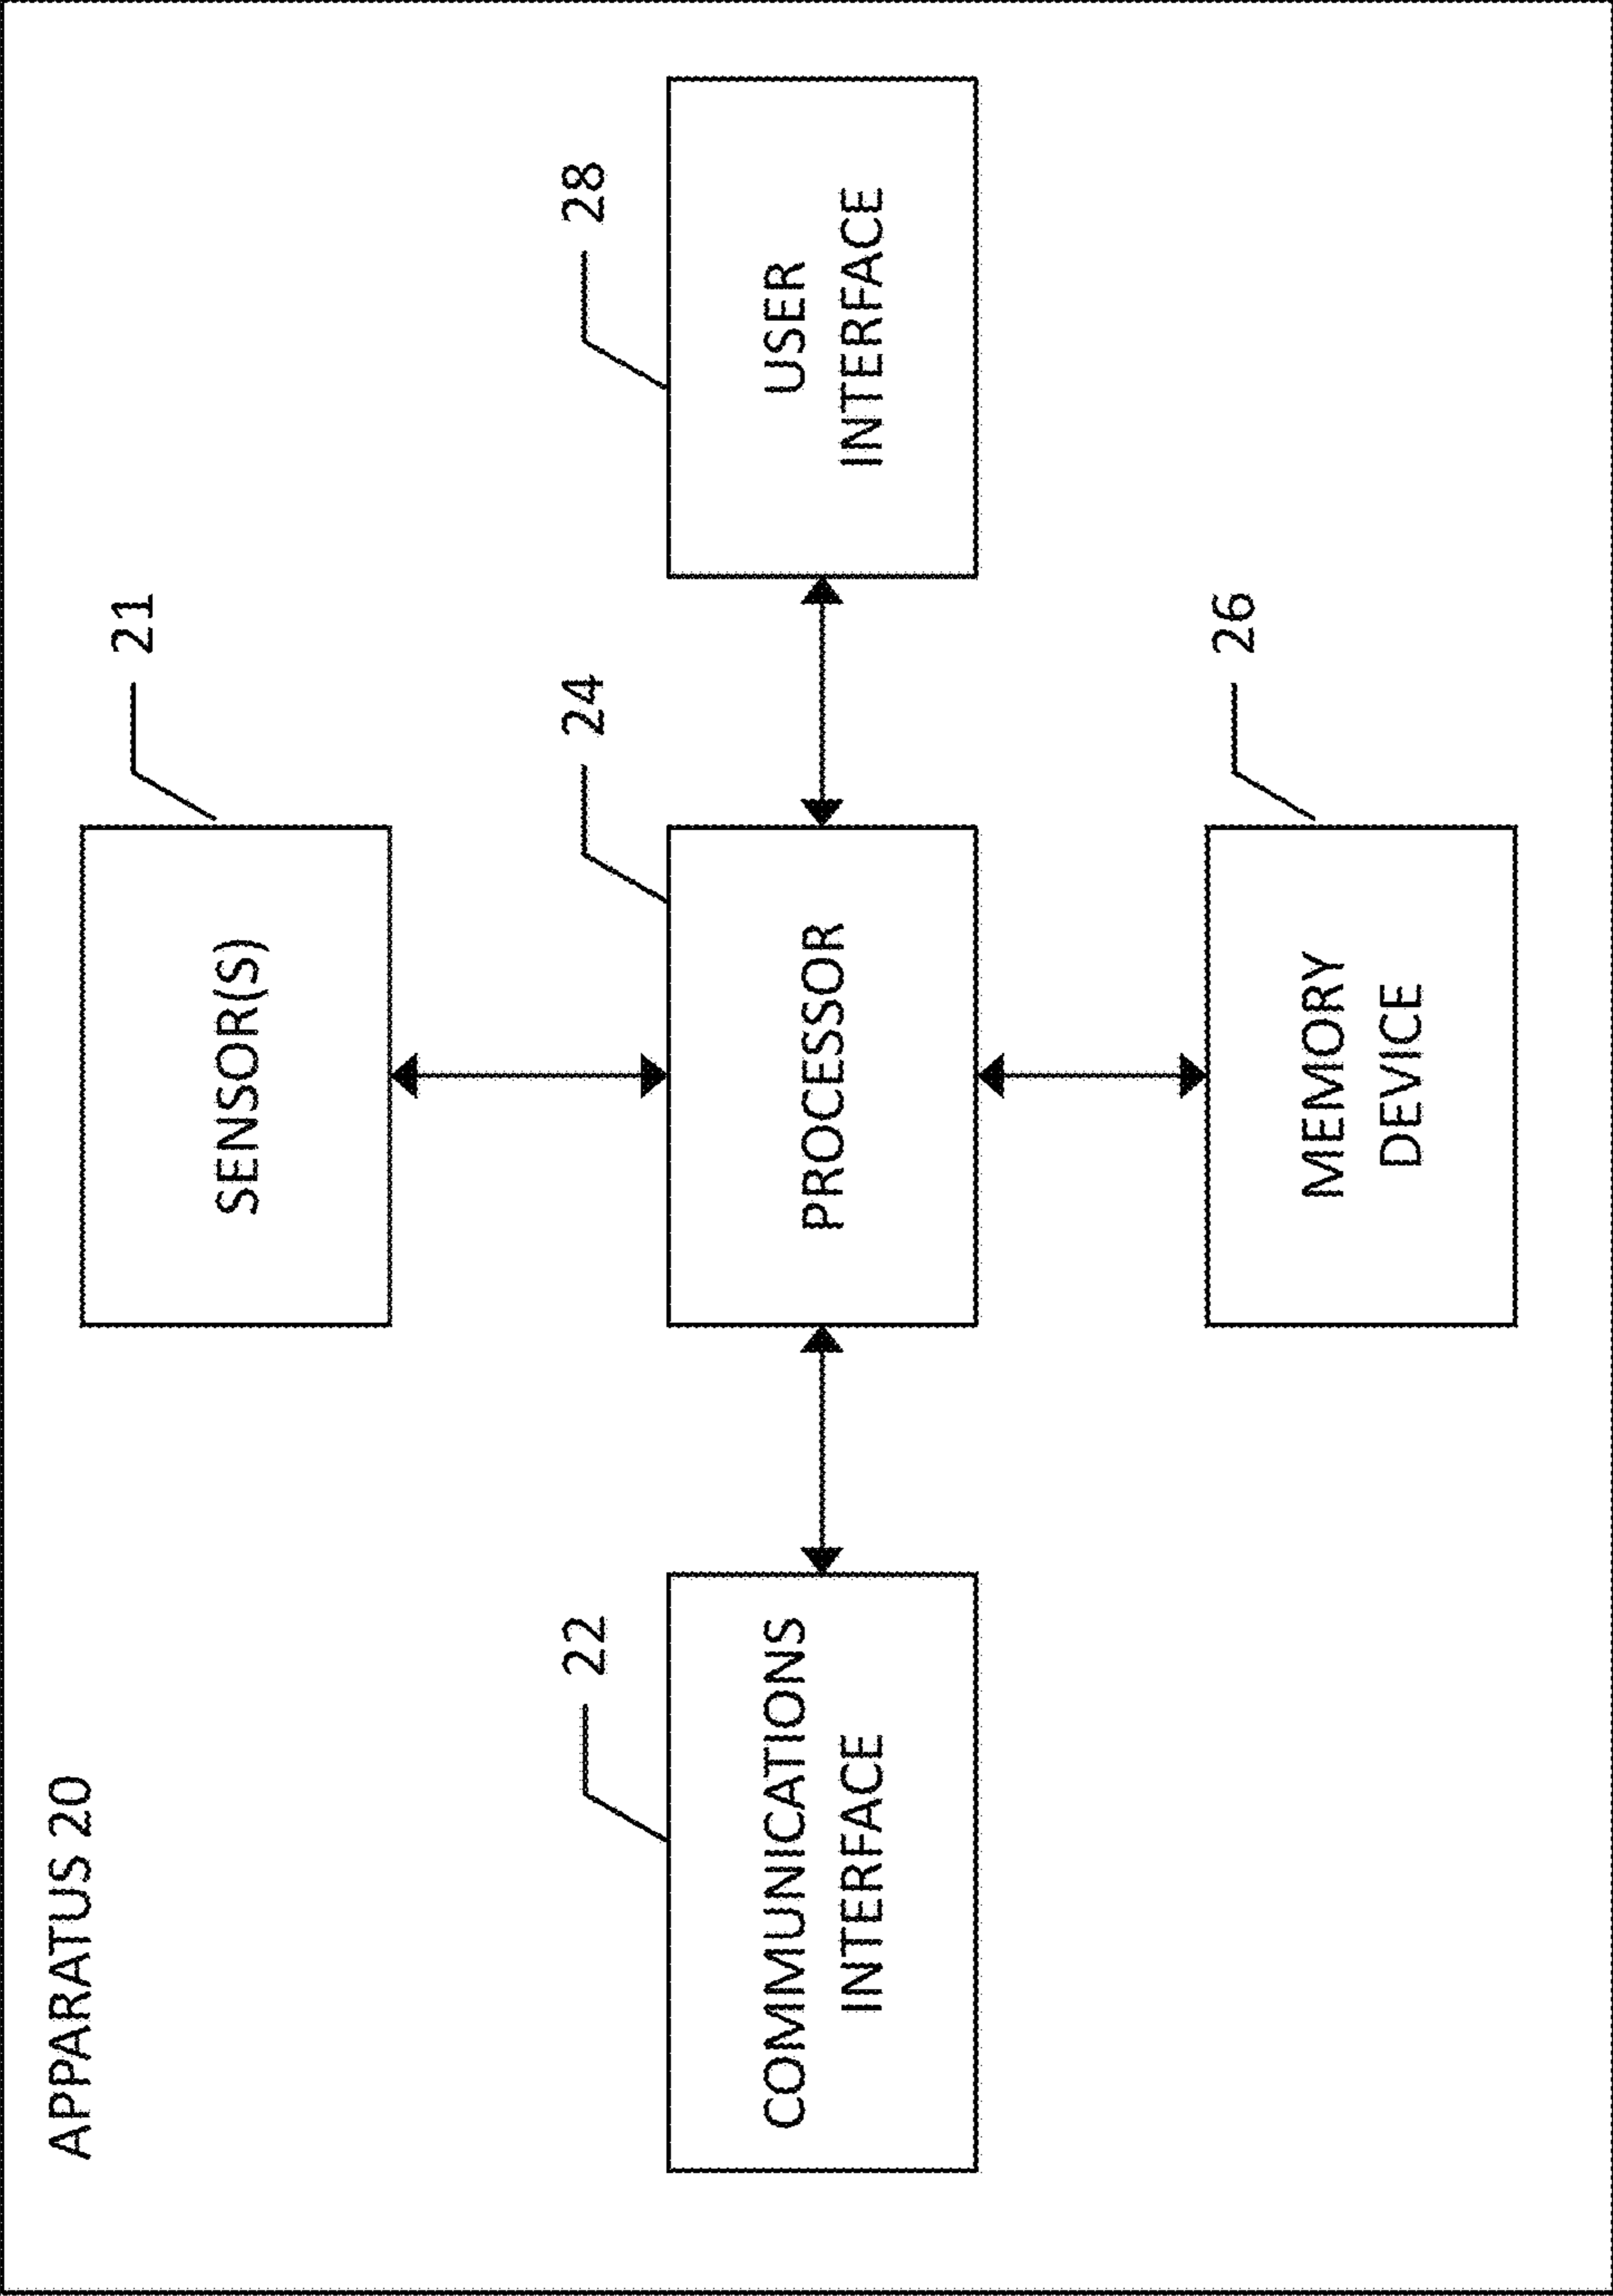 APPARATUS 20
21
SENSOR(S)
22
COMMUNICATIONS
INTERFACE
24
PROCESSOR
28
USER
INTERFACE
26
MEMORY
DEVICE